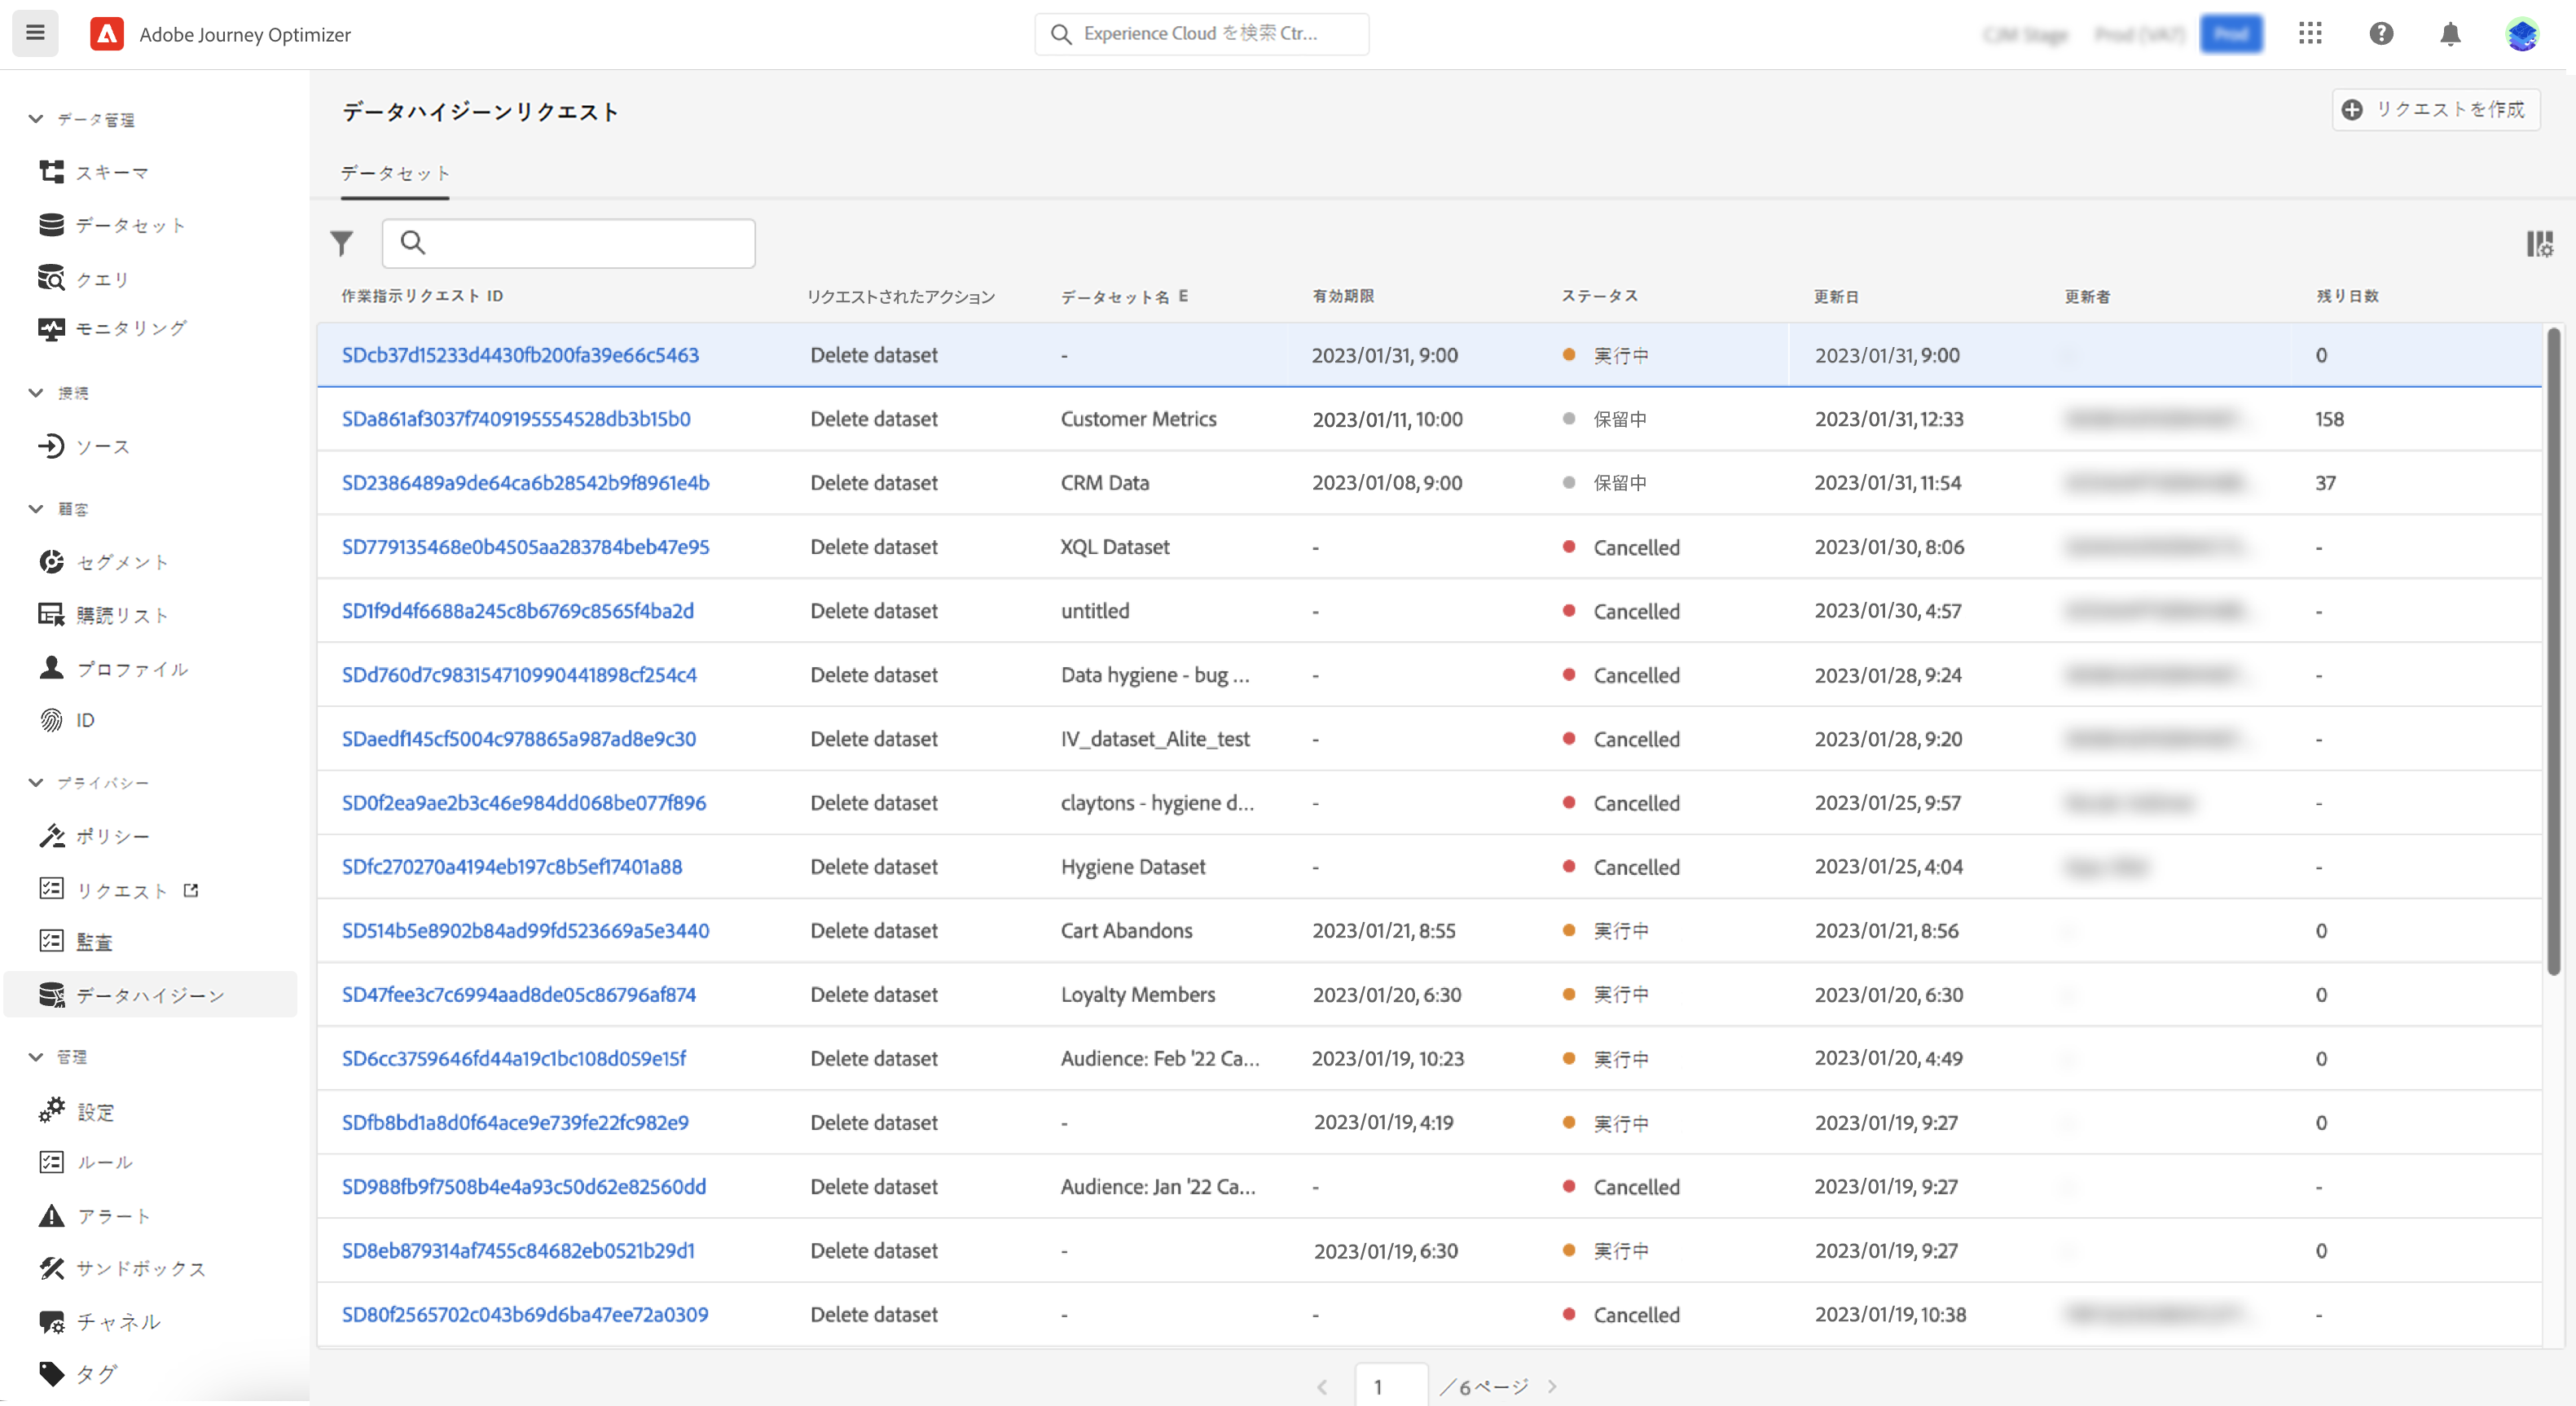 Adobe Journey Optimizer
Experience Cloud を検索 Ctr...
CJM Stage
Prod (VA7)
Prod
データ管理
スキーマ
データセット
クエリ
モニタリング
接続
ソース
顧客
セグメント
購読リスト
プロファイル
ID
プライバシー
ポリシー
リクエスト
監査
データハイジーン
管理
設定
ルール
アラート
サンドボックス
チャネル
タグ
データハイジーンリクエスト
リクエストを作成
データセット
作業指示リクエスト ID リクエストされたアクション データセット名 E 有効期限 ステータス 更新日 更新者 残り日数
SDcb37d15233d4430fb200fa39e66c5463 Delete dataset - 2023/01/31, 9:00 実行中 2023/01/31, 9:00 0
SDa861af3037f7409195554528db3b15b0 Delete dataset Customer Metrics 2023/01/11, 10:00 保留中 2023/01/31,12:33 158
SD2386489a9de64ca6b28542b9f8961e4b Delete dataset CRM Data 2023/01/08, 9:00 保留中 2023/01/31, 11:54 37
SD779135468e0b4505aa283784beb47e95 Delete dataset XQL Dataset - Cancelled 2023/01/30, 8:06 -
SD1f9d4f6688a245c8b6769c8565f4ba2d Delete dataset untitled - Cancelled 2023/01/30, 4:57 -
SDd760d7c983154710990441898cf254c4 Delete dataset Data hygiene - bug ... - Cancelled 2023/01/28, 9:24 -
SDaedf145cf5004c978865a987ad8e9c30 Delete dataset IV_dataset_Alite_test - Cancelled 2023/01/28, 9:20 -
SD0f2ea9ae2b3c46e984dd068be077f896 Delete dataset claytons - hygiene d... - Cancelled 2023/01/25, 9:57 -
SDfc270270a4194eb197c8b5ef17401a88 Delete dataset Hygiene Dataset - Cancelled 2023/01/25, 4:04 -
SD514b5e8902b84ad99fd523669a5e3440 Delete dataset Cart Abandons 2023/01/21, 8:55 実行中 2023/01/21, 8:56 0
SD47fee3c7c6994aad8de05c86796af874 Delete dataset Loyalty Members 2023/01/20, 6:30 実行中 2023/01/20, 6:30 0
SD6cc3759646fd44a19c1bc108d059e15f Delete dataset Audience: Feb '22 Ca... 2023/01/19, 10:23 実行中 2023/01/20, 4:49 0
SDfb8bd1a8d0f64ace9e739fe22fc982e9 Delete dataset - 2023/01/19, 4:19 実行中 2023/01/19, 9:27 0
SD988fb9f7508b4e4a93c50d62e82560dd Delete dataset Audience: Jan '22 Ca... - Cancelled 2023/01/19, 9:27 -
SD8eb879314af7455c84682eb0521b29d1 Delete dataset - 2023/01/19, 6:30 実行中 2023/01/19, 9:27 0
SD80f2565702c043b69d6ba47ee72a0309 Delete dataset - - Cancelled 2023/01/19, 10:38 -
1 ／6ページ